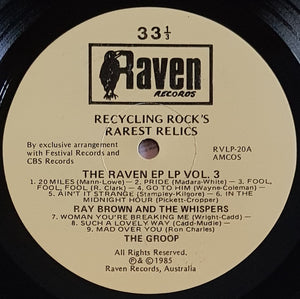 33⅓
Raven
RECORDS
RECYCLING ROCK'S
RAREST RELICS
By exclusive arrangement
with Festival Records and
CBS Records
RVLP-20A
AMCOS
THE RAVEN EP LP VOL. 3
1. 20 MILES (Mann-Lowe) — 2. PRIDE (Madara-White) — 3. FOOL,
FOOL, FOOL (R. Clark) — 4. GO TO HIM (Wayne-Coleman) —
5. AIN'T IT STRANGE (Stampley-Kilgore) — 6. IN THE
MIDNIGHT HOUR (Pickett-Cropper)
RAY BROWN AND THE WHISPERS
7. WOMAN YOU'RE BREAKING ME (Wright-Cadd) —
8. SUCH A LOVELY WAY (Cadd-Mudie) —
9. MAD OVER YOU (Ron Charles)
THE GROOP
All Rights Reserved.
℗&©1985
Raven Records, Australia